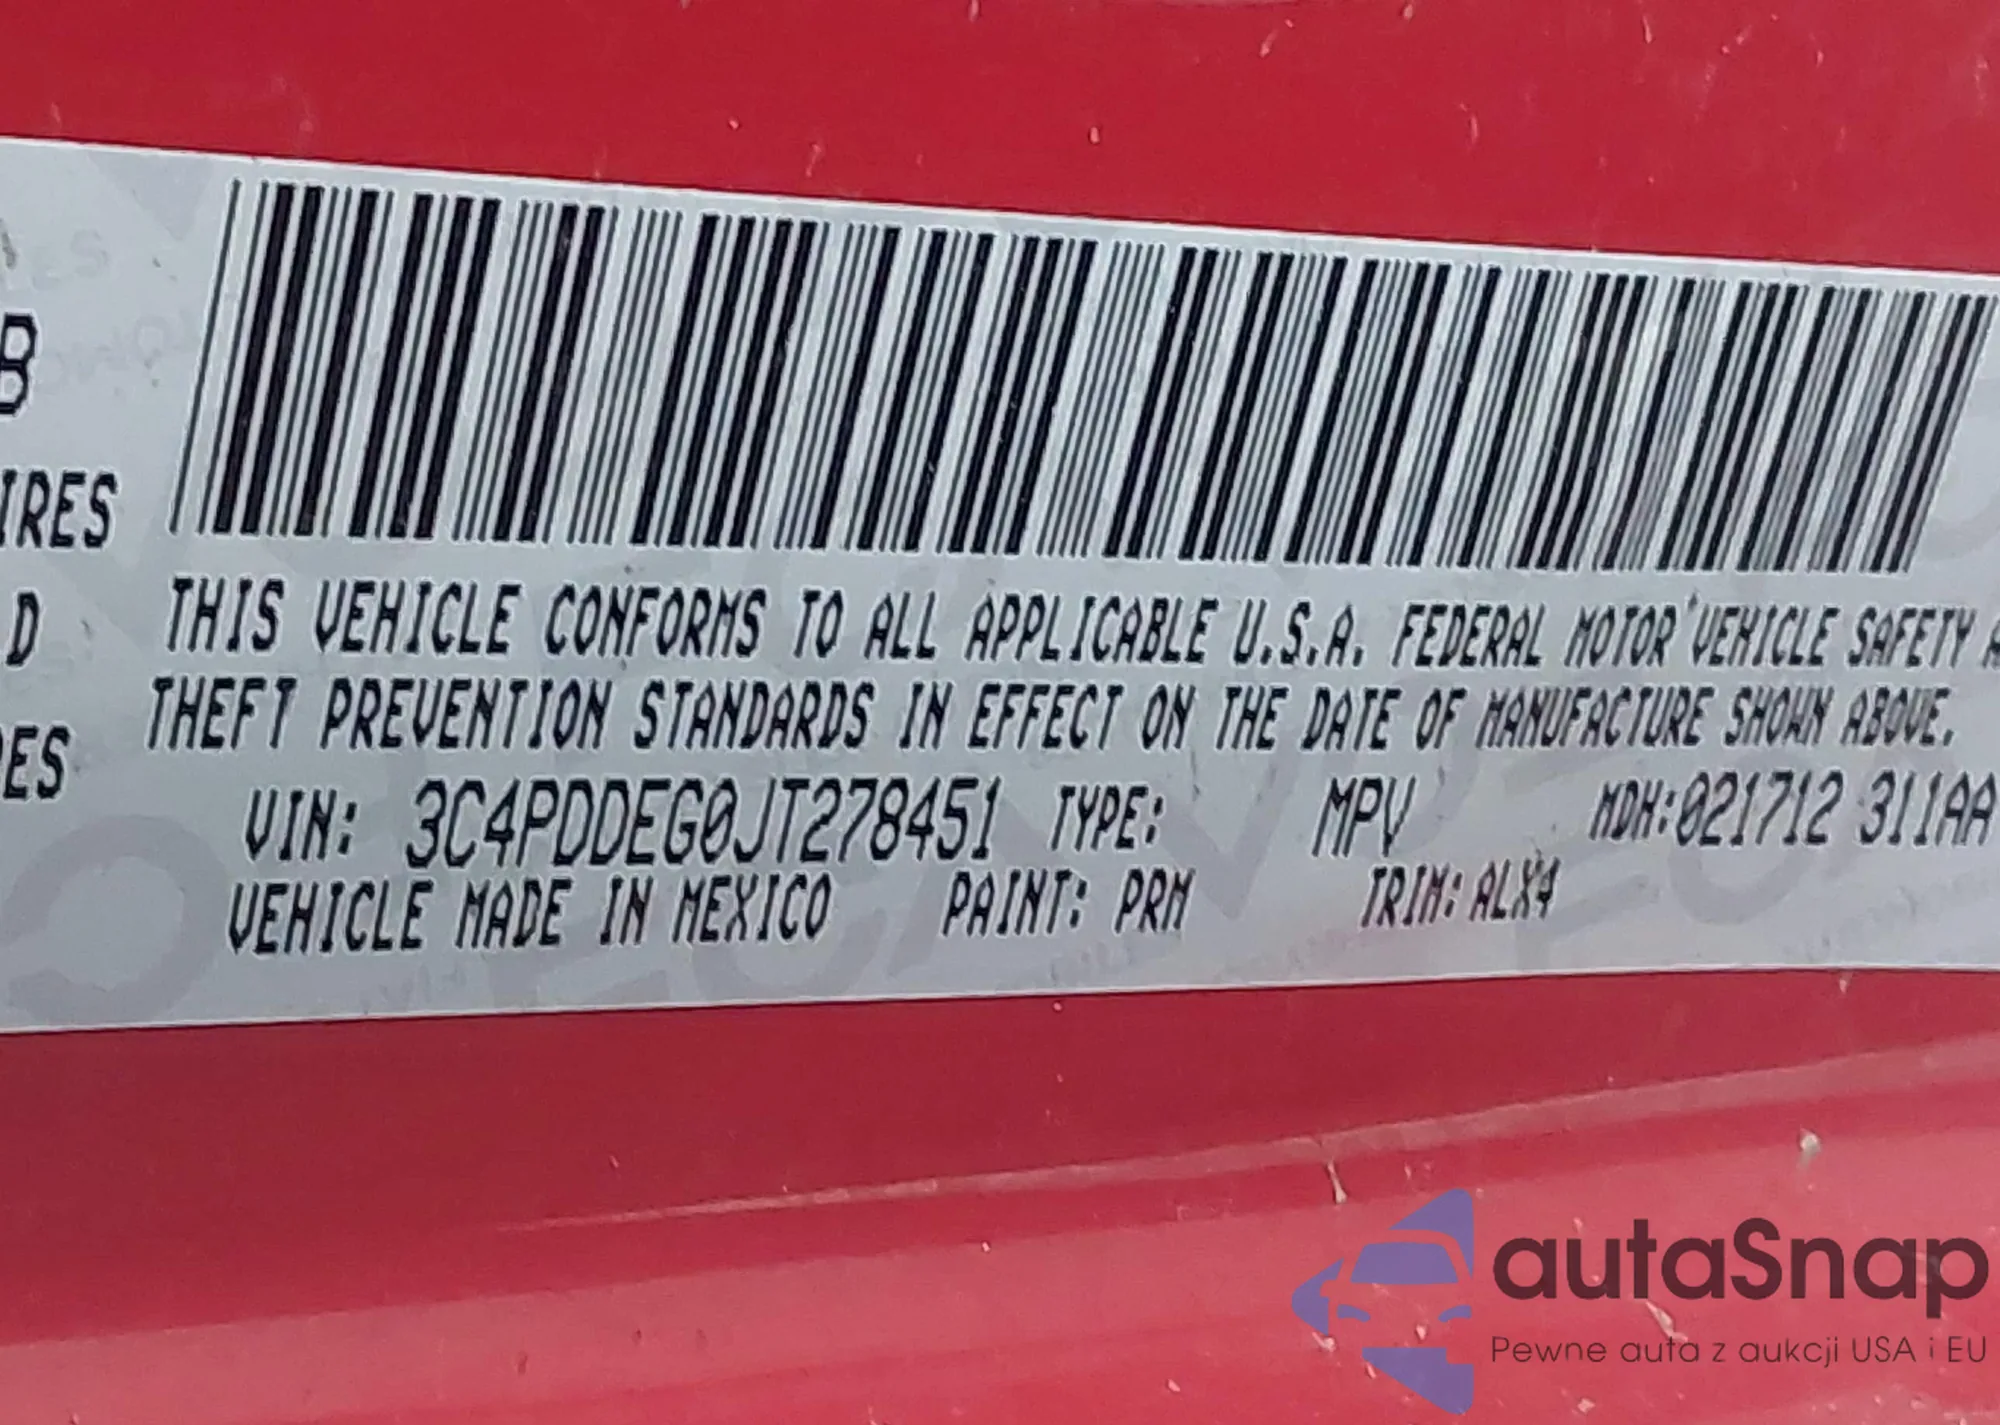 B
IRES
D
ES
THIS VEHICLE CONFORMS TO ALL APPLICABLE U.S.A. FEDERAL MOTOR VEHICLE SAFETY A
THEFT PREVENTION STANDARDS IN EFFECT ON THE DATE OF MANUFACTURE SHOWN ABOVE.
VIN: 3C4PDDEG0JT278451 TYPE: MPV MDH:021712 311AA
VEHICLE MADE IN MEXICO PAINT: PRM TRIM: ALX4
autaSnap
Pewne auta z aukcji USA i EU